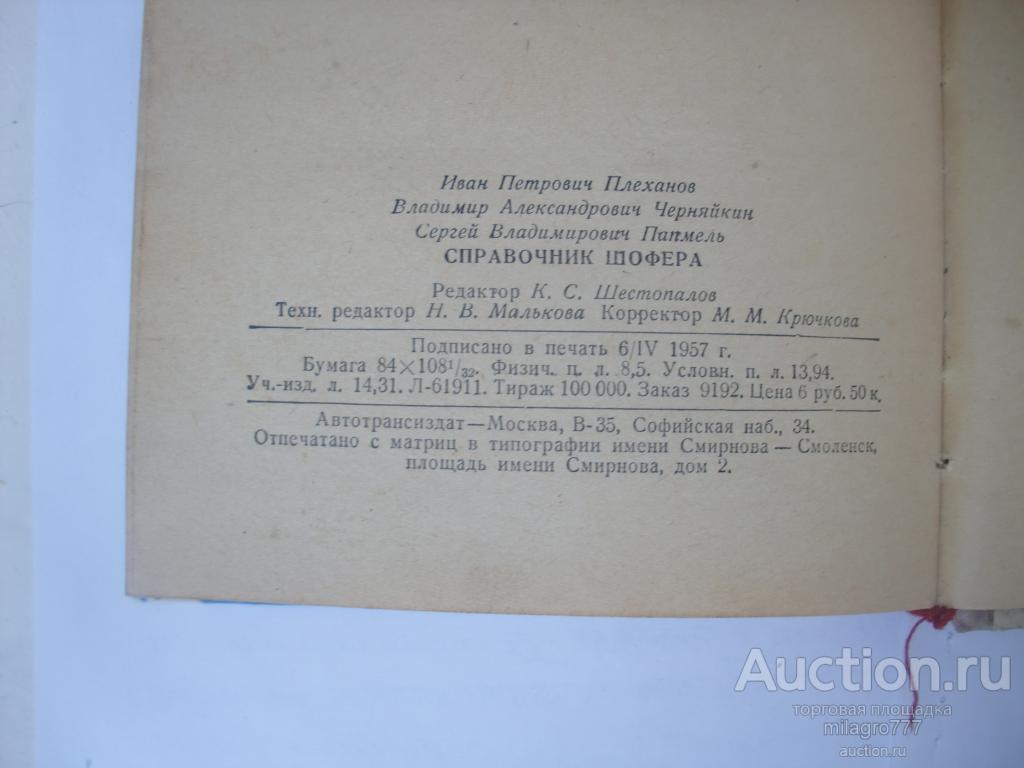 Иван Петрович Плеханов
Владимир Александрович Черняйкин
Сергей Владимирович Папмель
СПРАВОЧНИК ШОФЕРА
Редактор К. С. Шестопалов
Техн. редактор Н. В. Малькова Корректор М. М. Крючкова
Подписано в печать 6/IV 1957 г.
Бумага 84×108¹/₃₂. Физич. п. л. 8,5. Условн. п. л. 13,94.
Уч.-изд. л. 14,31. Л-61911. Тираж 100 000. Заказ 9192. Цена 6 руб. 50 к.
Автотрансиздат—Москва, В-35, Софийская наб., 34.
Отпечатано с матриц в типографии имени Смирнова — Смоленск,
площадь имени Смирнова, дом 2.
Auction.ru
торговая площадка
milagro777
auction.ru